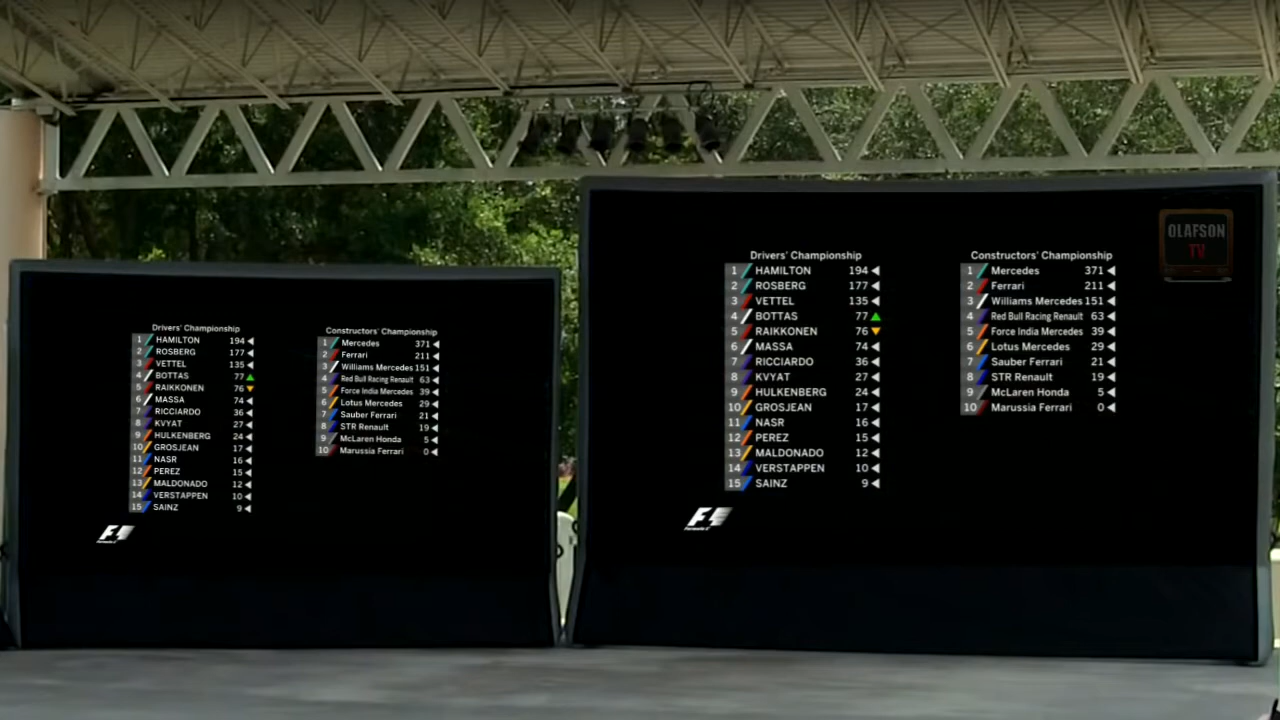 Drivers' Championship
1 HAMILTON 194
2 ROSBERG 177
3 VETTEL 135
4 BOTTAS 77
5 RAIKKONEN 76
6 MASSA 74
7 RICCIARDO 36
8 KVYAT 27
9 HULKENBERG 24
10 GROSJEAN 17
11 NASR 16
12 PEREZ 15
13 MALDONADO 12
14 VERSTAPPEN 10
15 SAINZ 9
Constructors' Championship
1 Mercedes 371
2 Ferrari 211
3 Williams Mercedes 151
4 Red Bull Racing Renault 63
5 Force India Mercedes 39
6 Lotus Mercedes 29
7 Sauber Ferrari 21
8 STR Renault 19
9 McLaren Honda 5
10 Marussia Ferrari 0
F1
Formula 1
Drivers' Championship
1 HAMILTON 194
2 ROSBERG 177
3 VETTEL 135
4 BOTTAS 77
5 RAIKKONEN 76
6 MASSA 74
7 RICCIARDO 36
8 KVYAT 27
9 HULKENBERG 24
10 GROSJEAN 17
11 NASR 16
12 PEREZ 15
13 MALDONADO 12
14 VERSTAPPEN 10
15 SAINZ 9
Constructors' Championship
1 Mercedes 371
2 Ferrari 211
3 Williams Mercedes 151
4 Red Bull Racing Renault 63
5 Force India Mercedes 39
6 Lotus Mercedes 29
7 Sauber Ferrari 21
8 STR Renault 19
9 McLaren Honda 5
10 Marussia Ferrari 0
F1
Formula 1
OLAFSON
TV